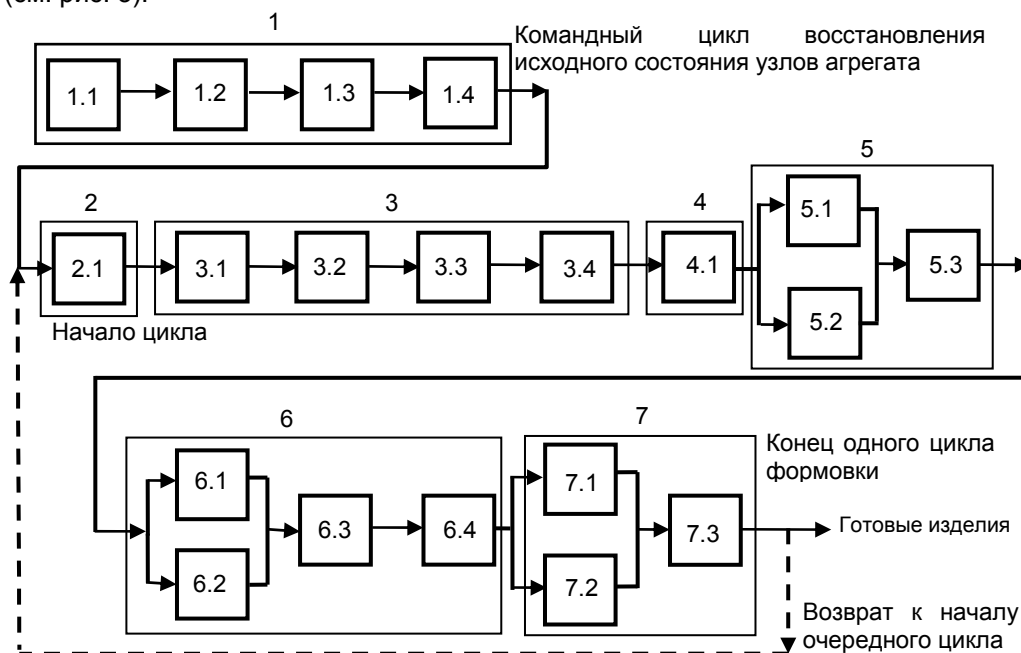 (см. рис. 3).
1
Командный цикл восстановления
исходного состояния узлов агрегата
1.1 1.2 1.3 1.4
5
2 3 4
5.1
2.1 3.1 3.2 3.3 3.4 4.1 5.3
5.2
Начало цикла
6 7
Конец одного цикла
формовки
6.1 7.1
6.3 6.4 7.3 Готовые изделия
6.2 7.2
Возврат к началу
очередного цикла